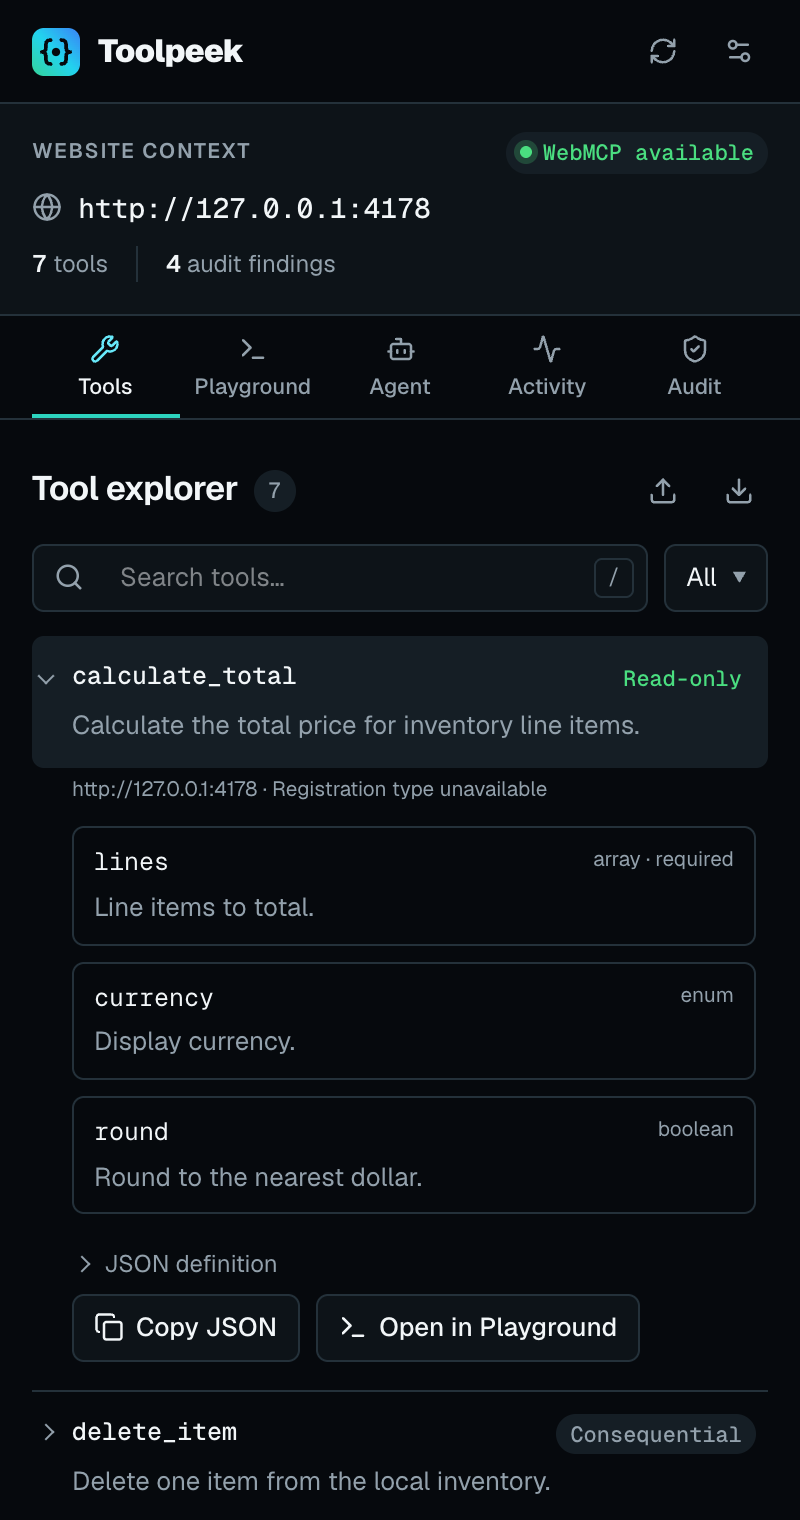 Toolpeek
WEBSITE CONTEXT
WebMCP available
http://127.0.0.1:4178
7 tools
4 audit findings
Tools
Playground
Agent
Activity
Audit
Tool explorer 7
Search tools…
/
All
calculate_total
Read-only
Calculate the total price for inventory line items.
http://127.0.0.1:4178 · Registration type unavailable
lines
array · required
Line items to total.
currency
enum
Display currency.
round
boolean
Round to the nearest dollar.
JSON definition
Copy JSON
Open in Playground
delete_item
Consequential
Delete one item from the local inventory.